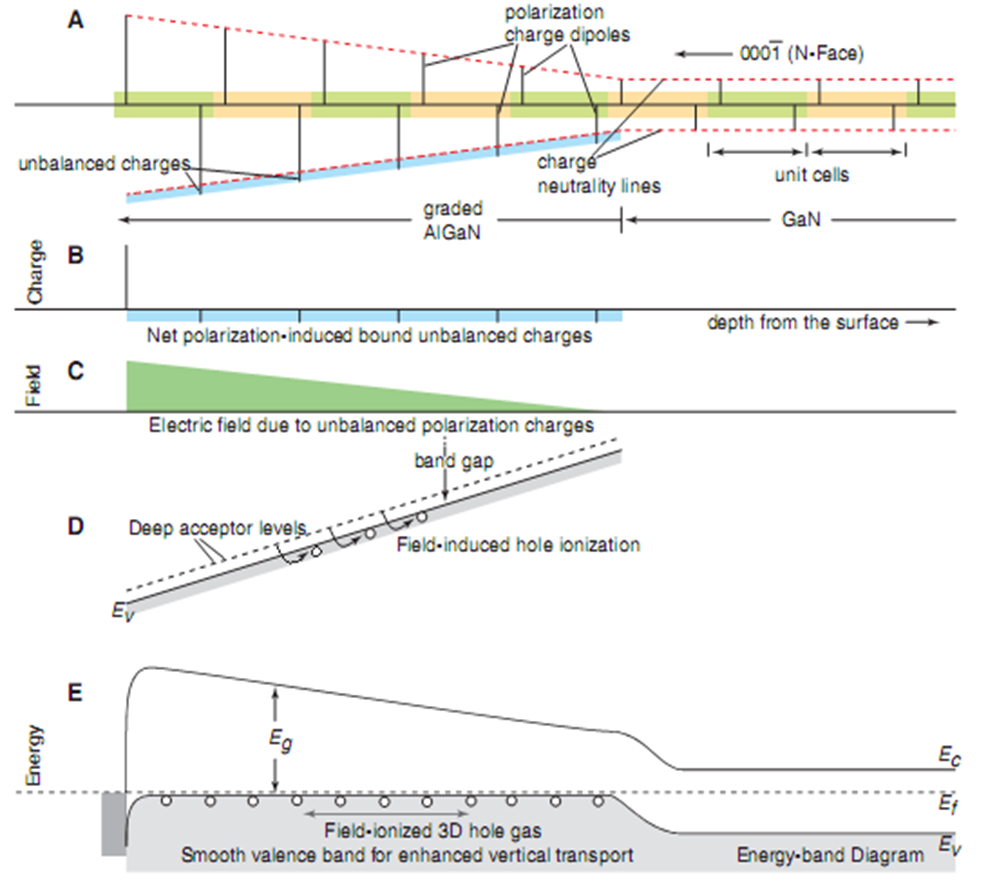 A
polarization
charge dipoles
0001̅ (N-Face)
unbalanced charges
charge
neutrality lines
unit cells
graded
AlGaN
GaN
B
Charge
depth from the surface
Net polarization-induced bound unbalanced charges
C
Field
Electric field due to unbalanced polarization charges
band gap
D
Deep acceptor levels
Field-induced hole ionization
EV
E
Energy
Eg
EC
Ef
Field-ionized 3D hole gas
EV
Smooth valence band for enhanced vertical transport
Energy-band Diagram